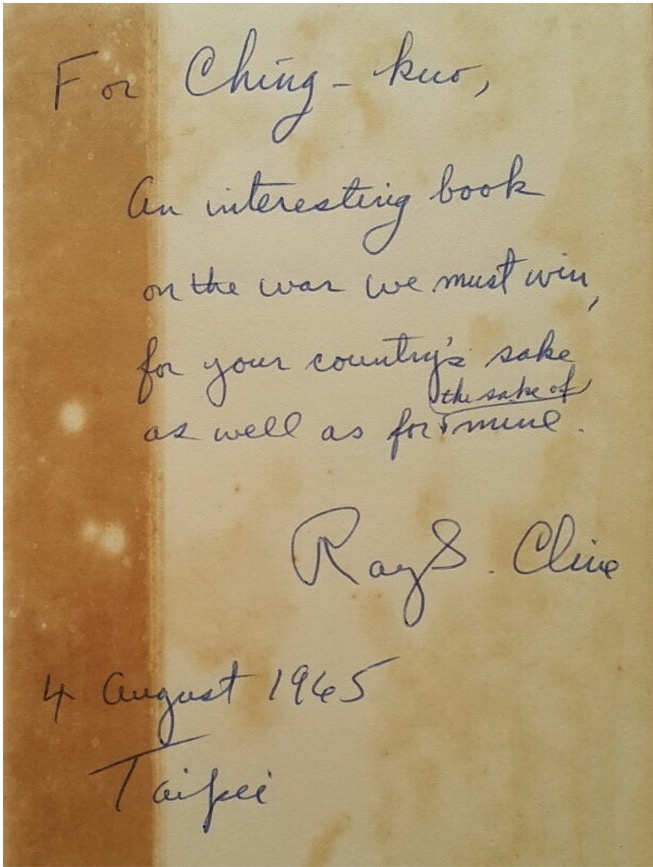 For Ching-kuo,
An interesting book
on the war we must win,
for your country's sake
the sake of
as well as for mine.
Ray S. Cline
4 August 1965
Taipei